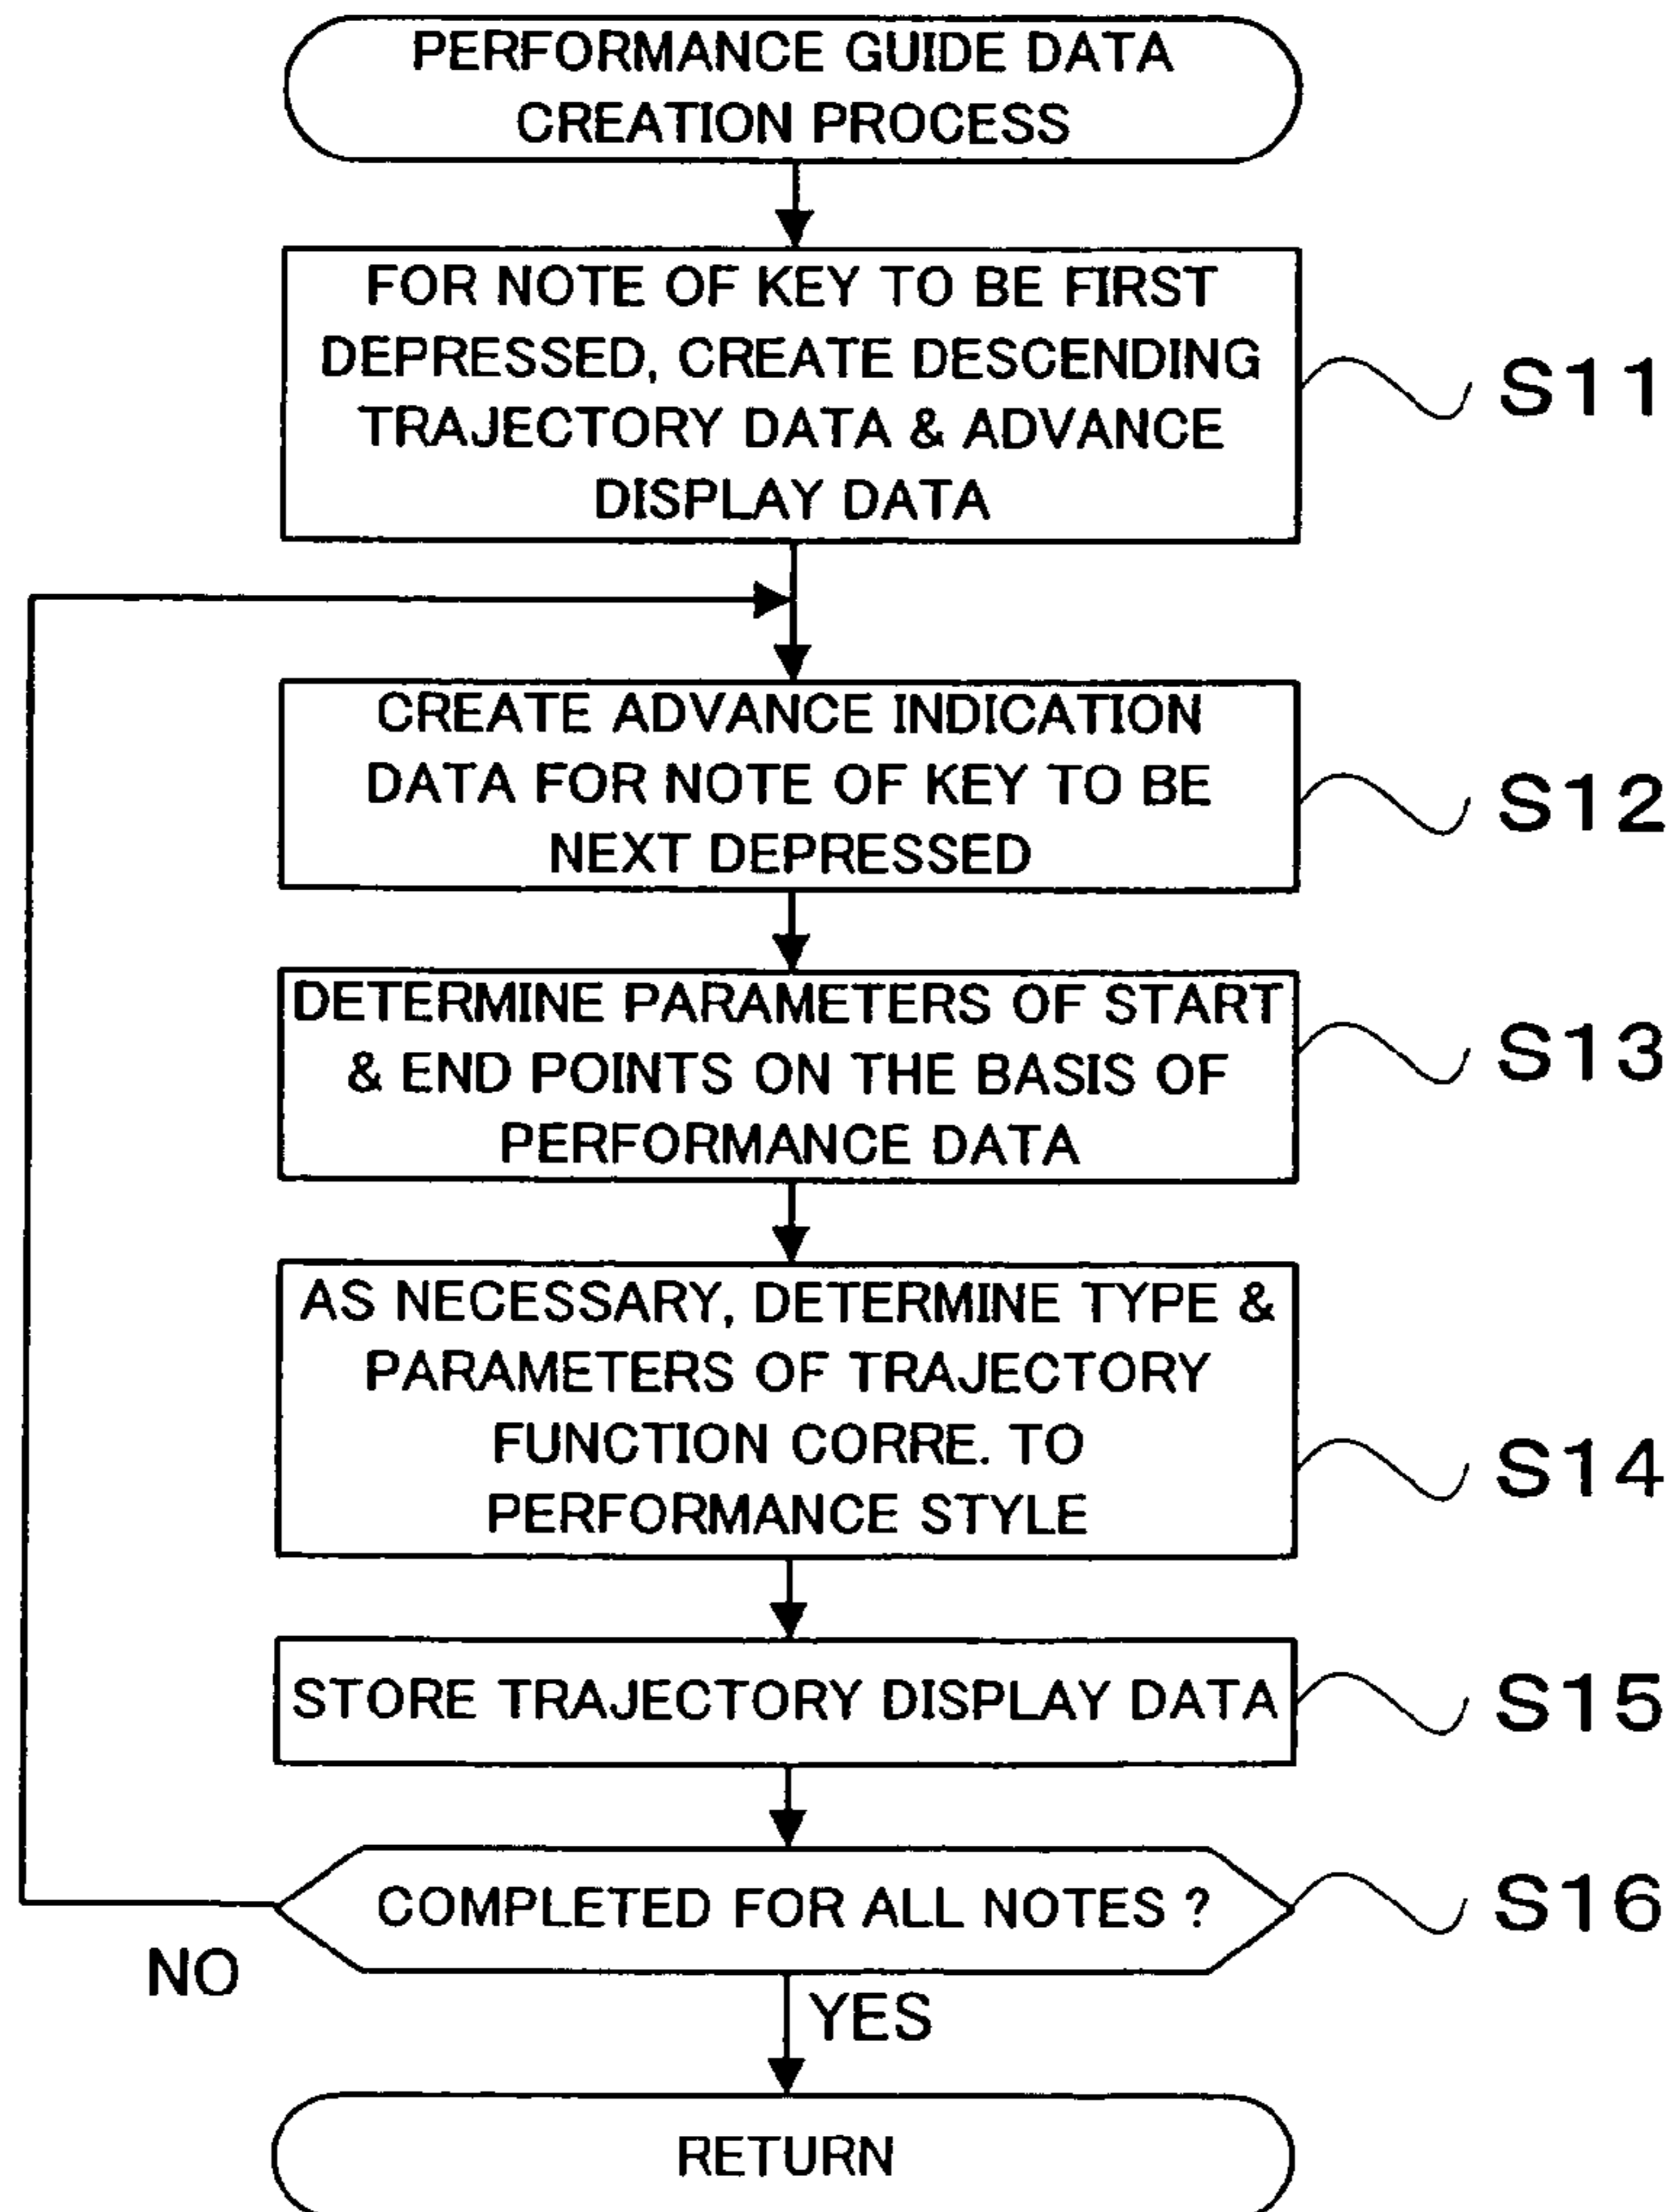 PERFORMANCE GUIDE DATA
CREATION PROCESS
FOR NOTE OF KEY TO BE FIRST
DEPRESSED, CREATE DESCENDING
TRAJECTORY DATA & ADVANCE
DISPLAY DATA
S11
CREATE ADVANCE INDICATION
DATA FOR NOTE OF KEY TO BE
NEXT DEPRESSED
S12
DETERMINE PARAMETERS OF START
& END POINTS ON THE BASIS OF
PERFORMANCE DATA
S13
AS NECESSARY, DETERMINE TYPE &
PARAMETERS OF TRAJECTORY
FUNCTION CORRE. TO
PERFORMANCE STYLE
S14
STORE TRAJECTORY DISPLAY DATA
S15
COMPLETED FOR ALL NOTES ?
S16
NO
YES
RETURN